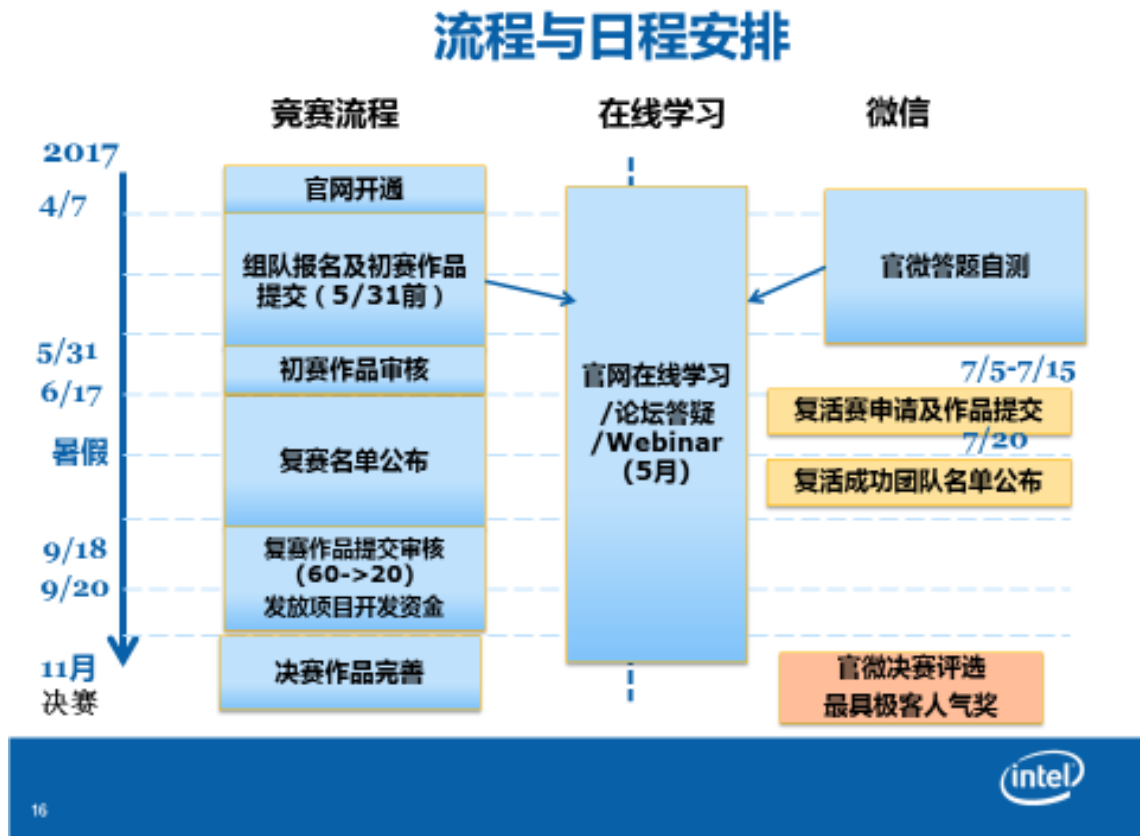 流程与日程安排
竞赛流程
在线学习
微信
2017
4/7
5/31
6/17
暑假
9/18
9/20
11月
决赛
官网开通
组队报名及初赛作品
提交（5/31前）
初赛作品审核
复赛名单公布
复赛作品提交审核
(60->20)
发放项目开发资金
决赛作品完善
官网在线学习
/论坛答疑
/Webinar
(5月)
官微答题自测
7/5-7/15
复活赛申请及作品提交
7/20
复活成功团队名单公布
官微决赛评选
最具极客人气奖
16
intel